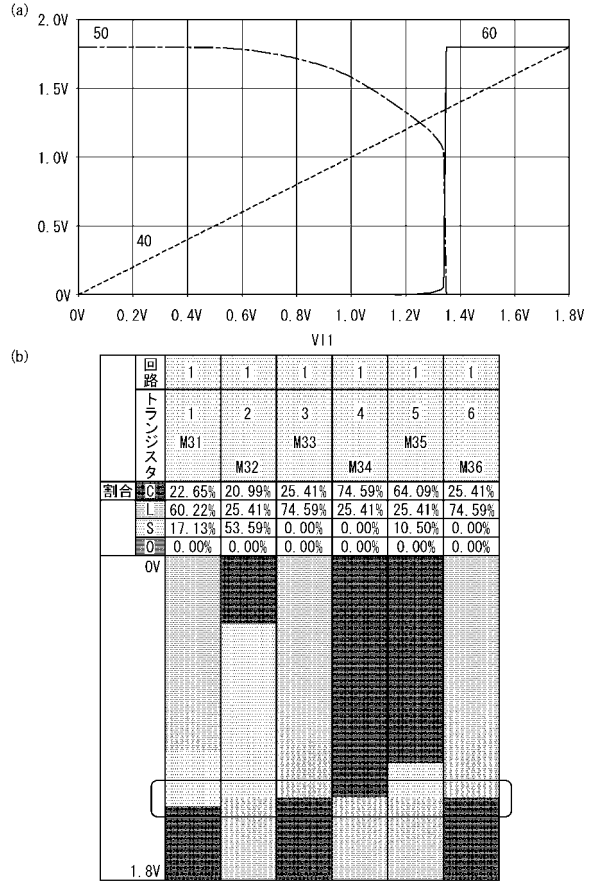 (a)
2.0V
50
60
1.5V
1.0V
0.5V
40
0V
0V 0.2V 0.4V 0.6V 0.8V 1.0V 1.2V 1.4V 1.6V 1.8V
VI1
(b)
回路 1 1 1 1 1 1
トランジスタ 1 2 3 4 5 6
M31 M33 M35
M32 M34 M36
割合 C 22.65% 20.99% 25.41% 74.59% 64.09% 25.41%
L 60.22% 25.41% 74.59% 25.41% 25.41% 74.59%
S 17.13% 53.59% 0.00% 0.00% 10.50% 0.00%
O 0.00% 0.00% 0.00% 0.00% 0.00% 0.00%
0V
1.8V